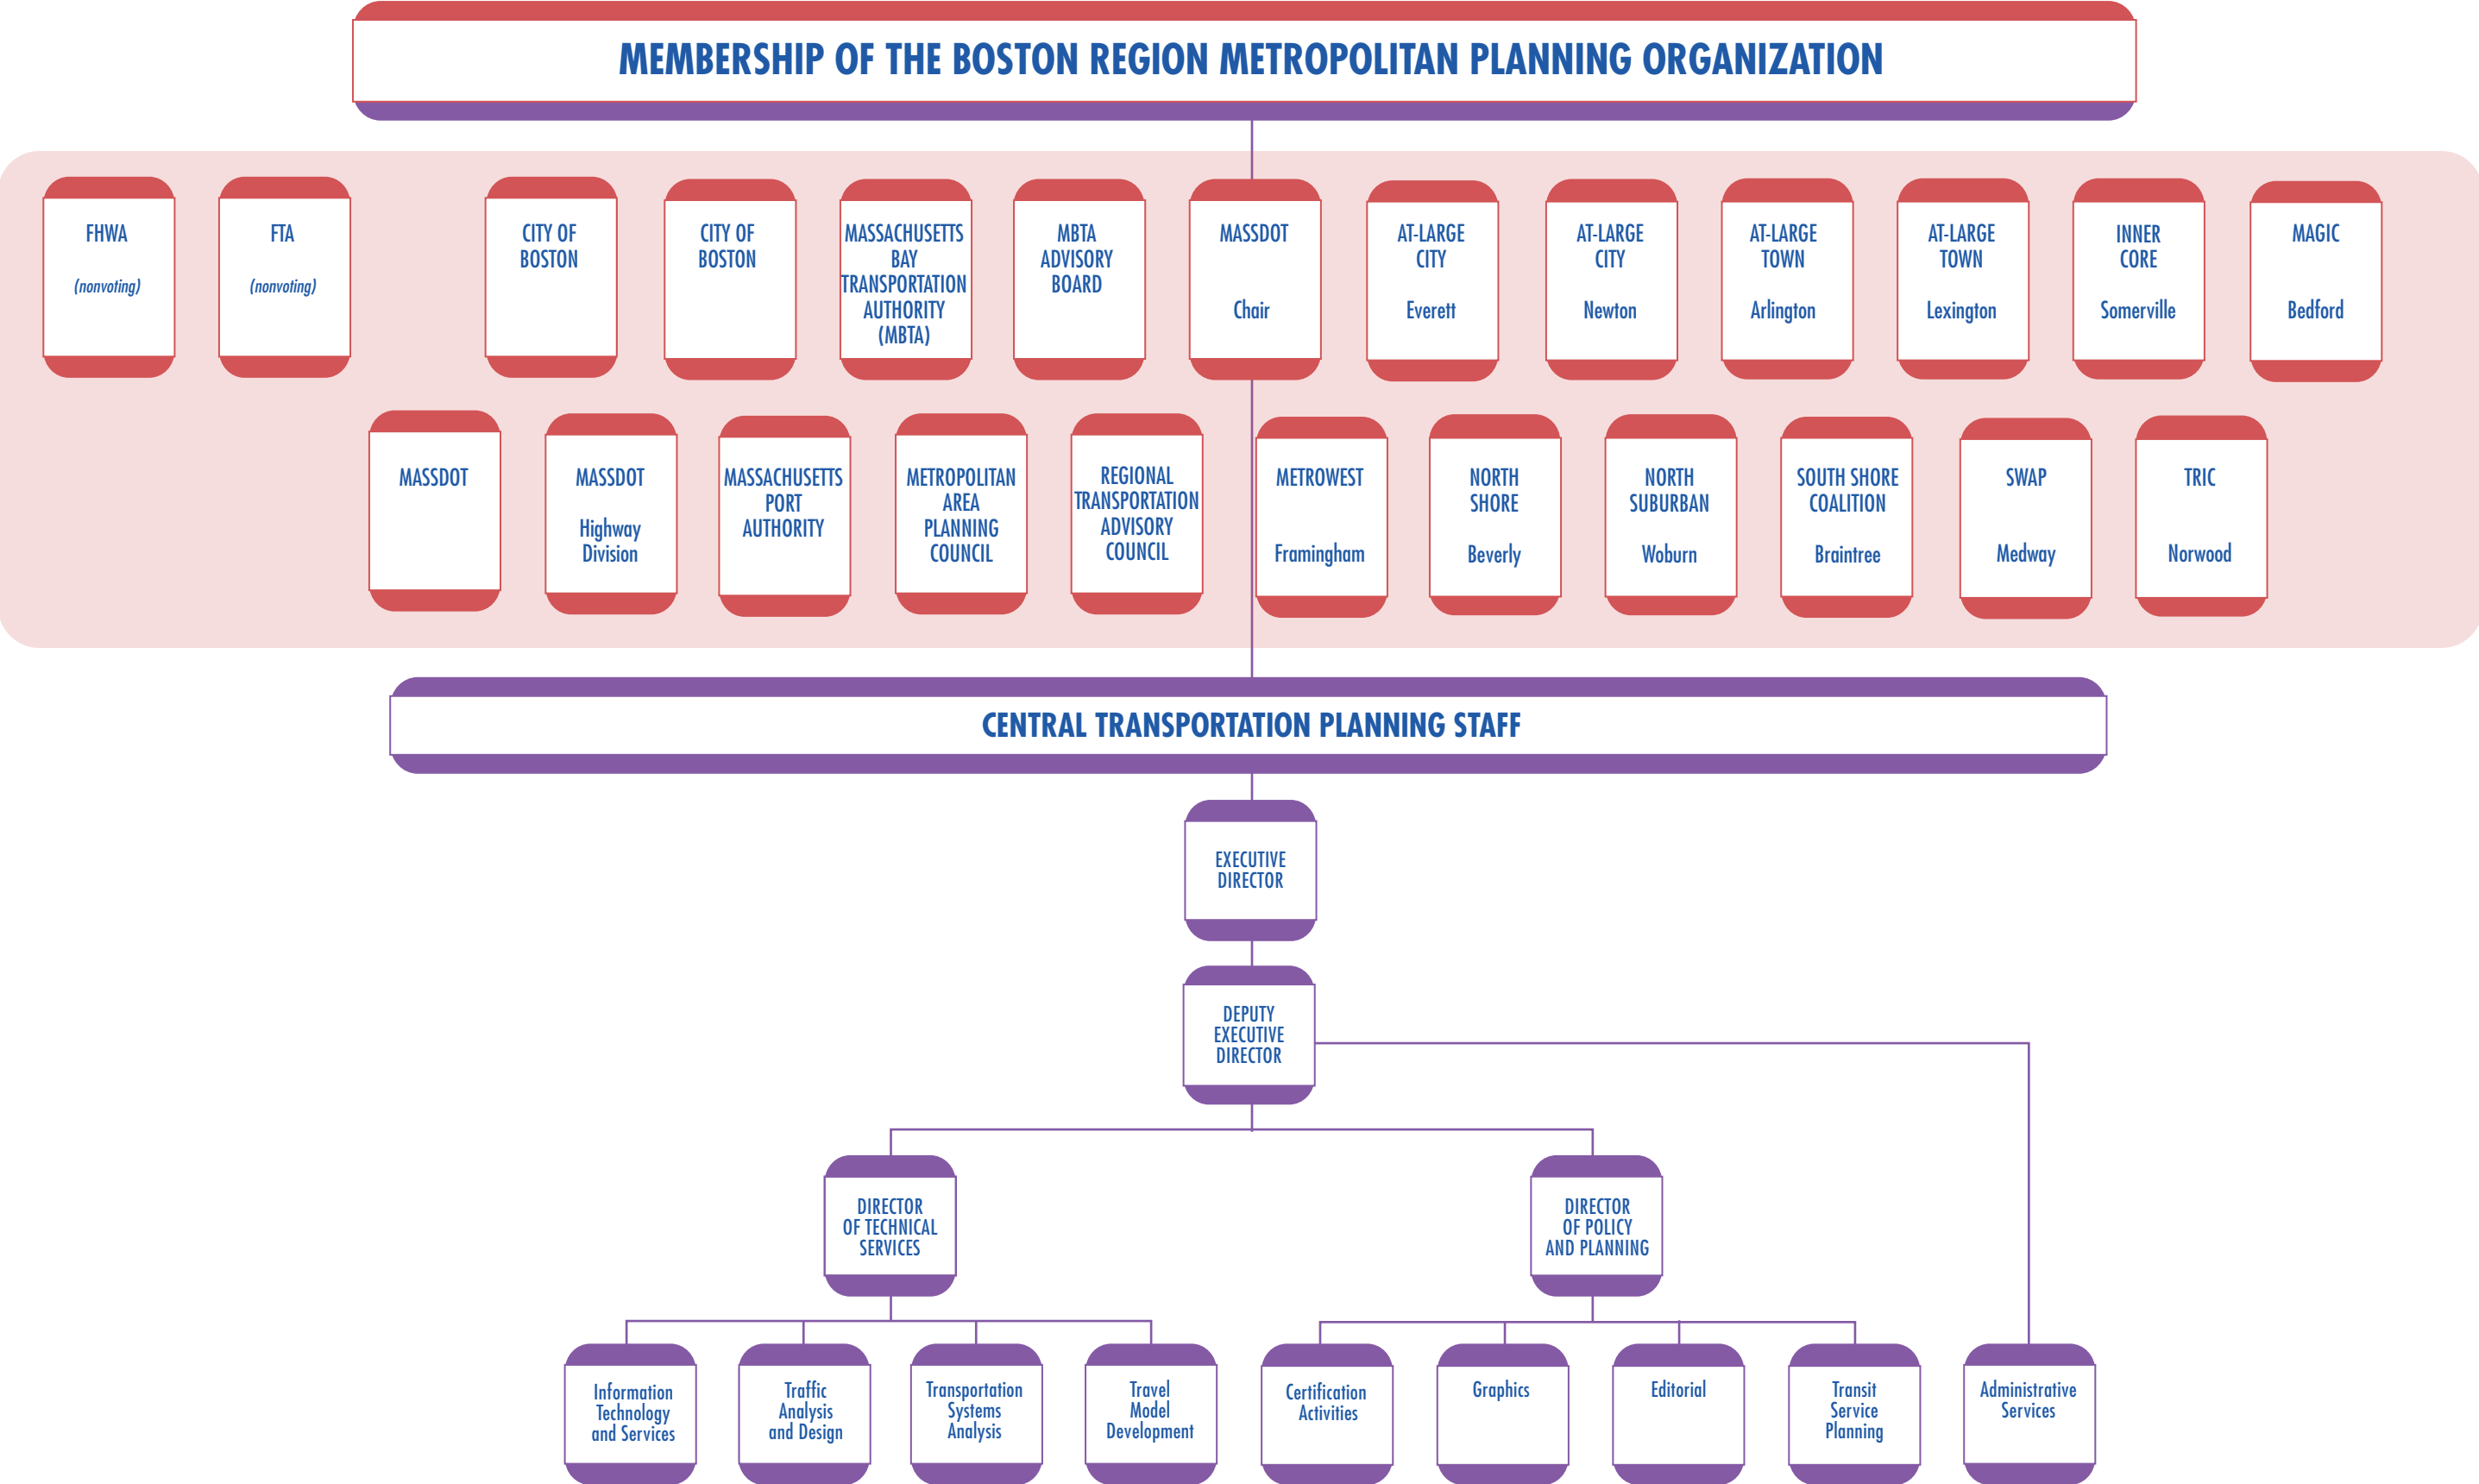 MEMBERSHIP OF THE BOSTON REGION METROPOLITAN PLANNING ORGANIZATION
FHWA
(nonvoting)
FTA
(nonvoting)
CITY OF
BOSTON
CITY OF
BOSTON
MASSACHUSETTS
BAY
TRANSPORTATION
AUTHORITY
(MBTA)
MBTA
ADVISORY
BOARD
MASSDOT
Chair
AT-LARGE
CITY
Everett
AT-LARGE
CITY
Newton
AT-LARGE
TOWN
Arlington
AT-LARGE
TOWN
Lexington
INNER
CORE
Somerville
MAGIC
Bedford
MASSDOT
MASSDOT
Highway
Division
MASSACHUSETTS
PORT
AUTHORITY
METROPOLITAN
AREA
PLANNING
COUNCIL
REGIONAL
TRANSPORTATION
ADVISORY
COUNCIL
METROWEST
Framingham
NORTH
SHORE
Beverly
NORTH
SUBURBAN
Woburn
SOUTH SHORE
COALITION
Braintree
SWAP
Medway
TRIC
Norwood
CENTRAL TRANSPORTATION PLANNING STAFF
EXECUTIVE
DIRECTOR
DEPUTY
EXECUTIVE
DIRECTOR
DIRECTOR
OF TECHNICAL
SERVICES
DIRECTOR
OF POLICY
AND PLANNING
Information
Technology
and Services
Traffic
Analysis
and Design
Transportation
Systems
Analysis
Travel
Model
Development
Certification
Activities
Graphics
Editorial
Transit
Service
Planning
Administrative
Services